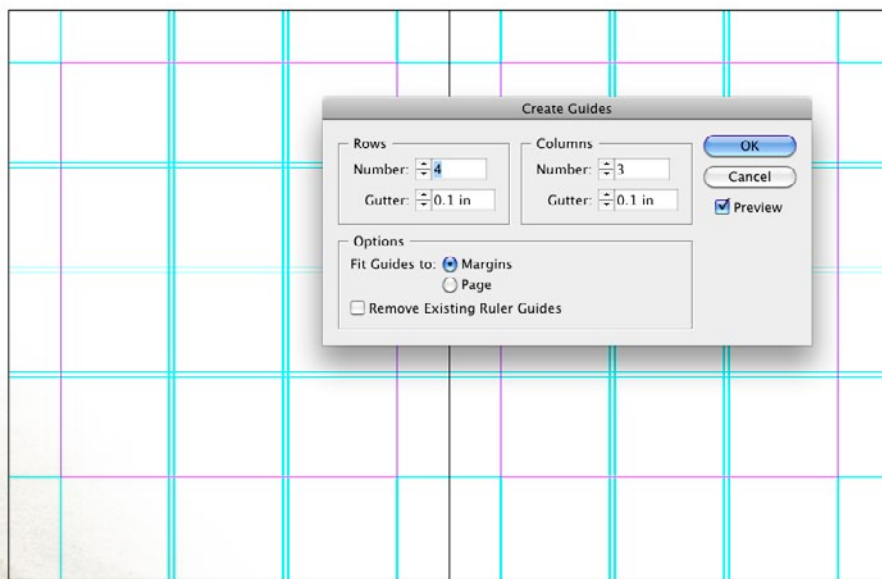 Create Guides
Rows
Number: 4
Gutter: 0.1 in
Columns
Number: 3
Gutter: 0.1 in
OK
Cancel
Preview
Options
Fit Guides to: Margins
Page
Remove Existing Ruler Guides